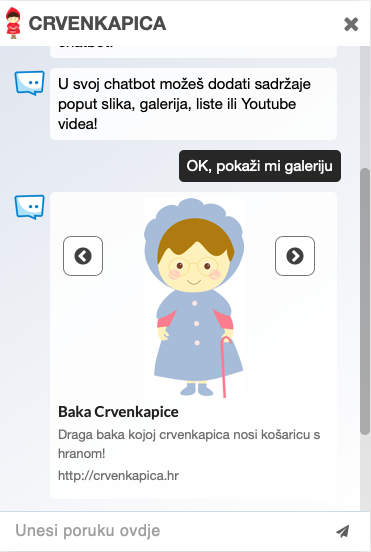 CRVENKAPICA
chatbot!
U svoj chatbot možeš dodati sadržaje
poput slika, galerija, liste ili Youtube
videa!
OK, pokaži mi galeriju
Baka Crvenkapice
Draga baka kojoj crvenkapica nosi košaricu s
hranom!
http://crvenkapica.hr
Unesi poruku ovdje